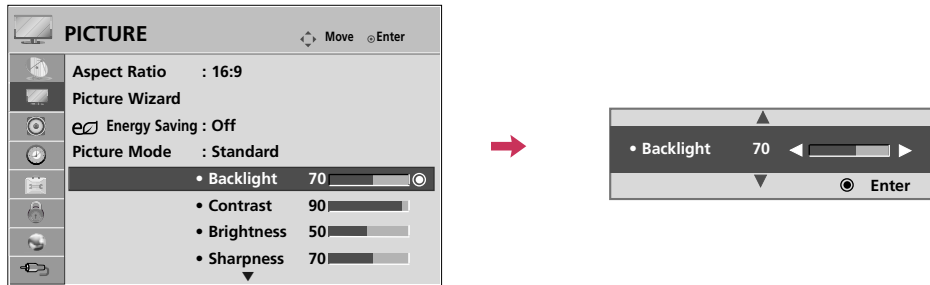 PICTURE
Move
Enter
Aspect Ratio : 16:9
Picture Wizard
Energy Saving : Off
Picture Mode : Standard
• Backlight 70
• Contrast 90
• Brightness 50
• Sharpness 70
• Backlight 70
Enter